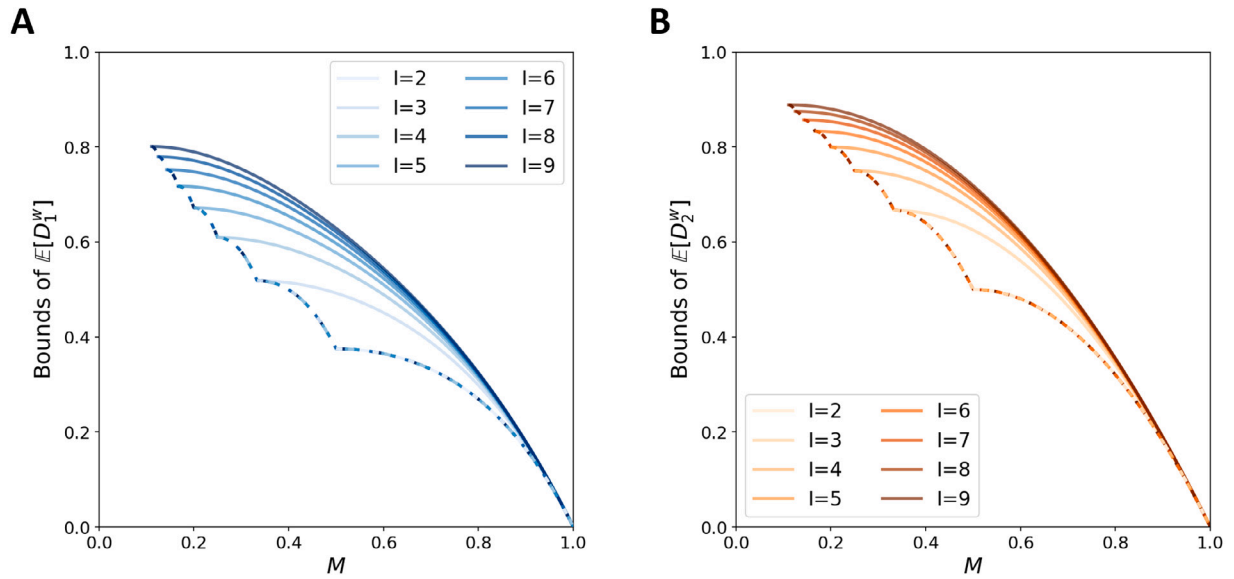 A
Bounds of 𝔼[D₁ʷ]
1.0
0.8
0.6
0.4
0.2
0.0
I=2 I=6
I=3 I=7
I=4 I=8
I=5 I=9
0.0 0.2 0.4 0.6 0.8 1.0
M
B
Bounds of 𝔼[D₂ʷ]
1.0
0.8
0.6
0.4
0.2
0.0
I=2 I=6
I=3 I=7
I=4 I=8
I=5 I=9
0.0 0.2 0.4 0.6 0.8 1.0
M